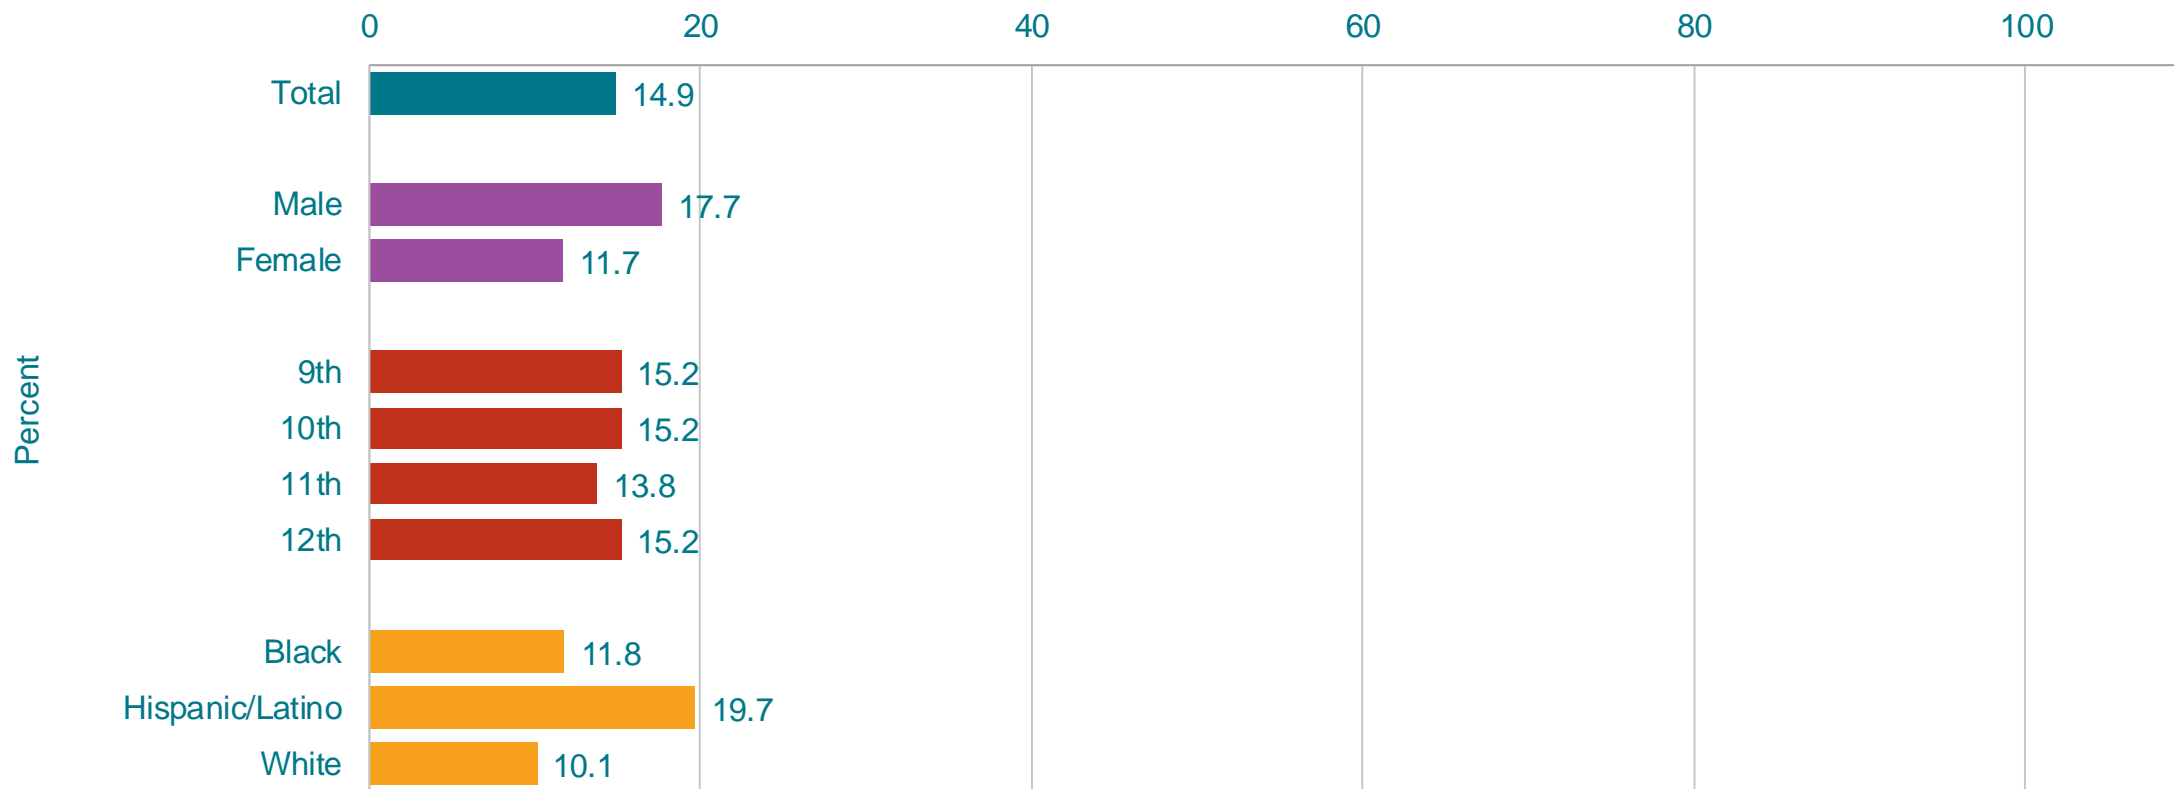 0 20 40 60 80 100
Total 14.9
Male 17.7
Female 11.7
Percent
9th 15.2
10th 15.2
11th 13.8
12th 15.2
Black 11.8
Hispanic/Latino 19.7
White 10.1